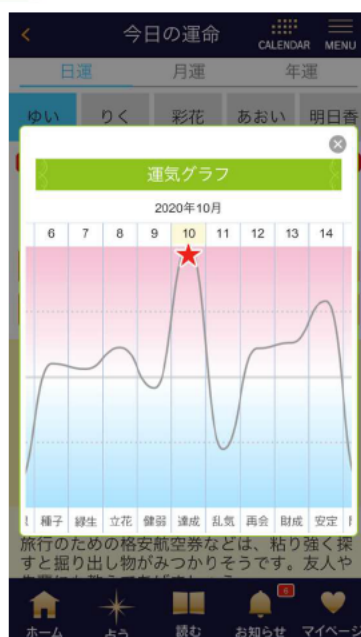 今日の運命
CALENDAR
MENU
日運 月運 年運
ゆい りく 彩花 あおい 明日香
運気グラフ
2020年10月
6 7 8 9 10 11 12 13 14
種子 緑生 立花 健弱 達成 乱気 再会 財成 安定
旅行のための格安航空券などは、粘り強く探
すと掘り出し物がみつかりそうです。友人や
6
ホーム 占う 読む お知らせ マイページ